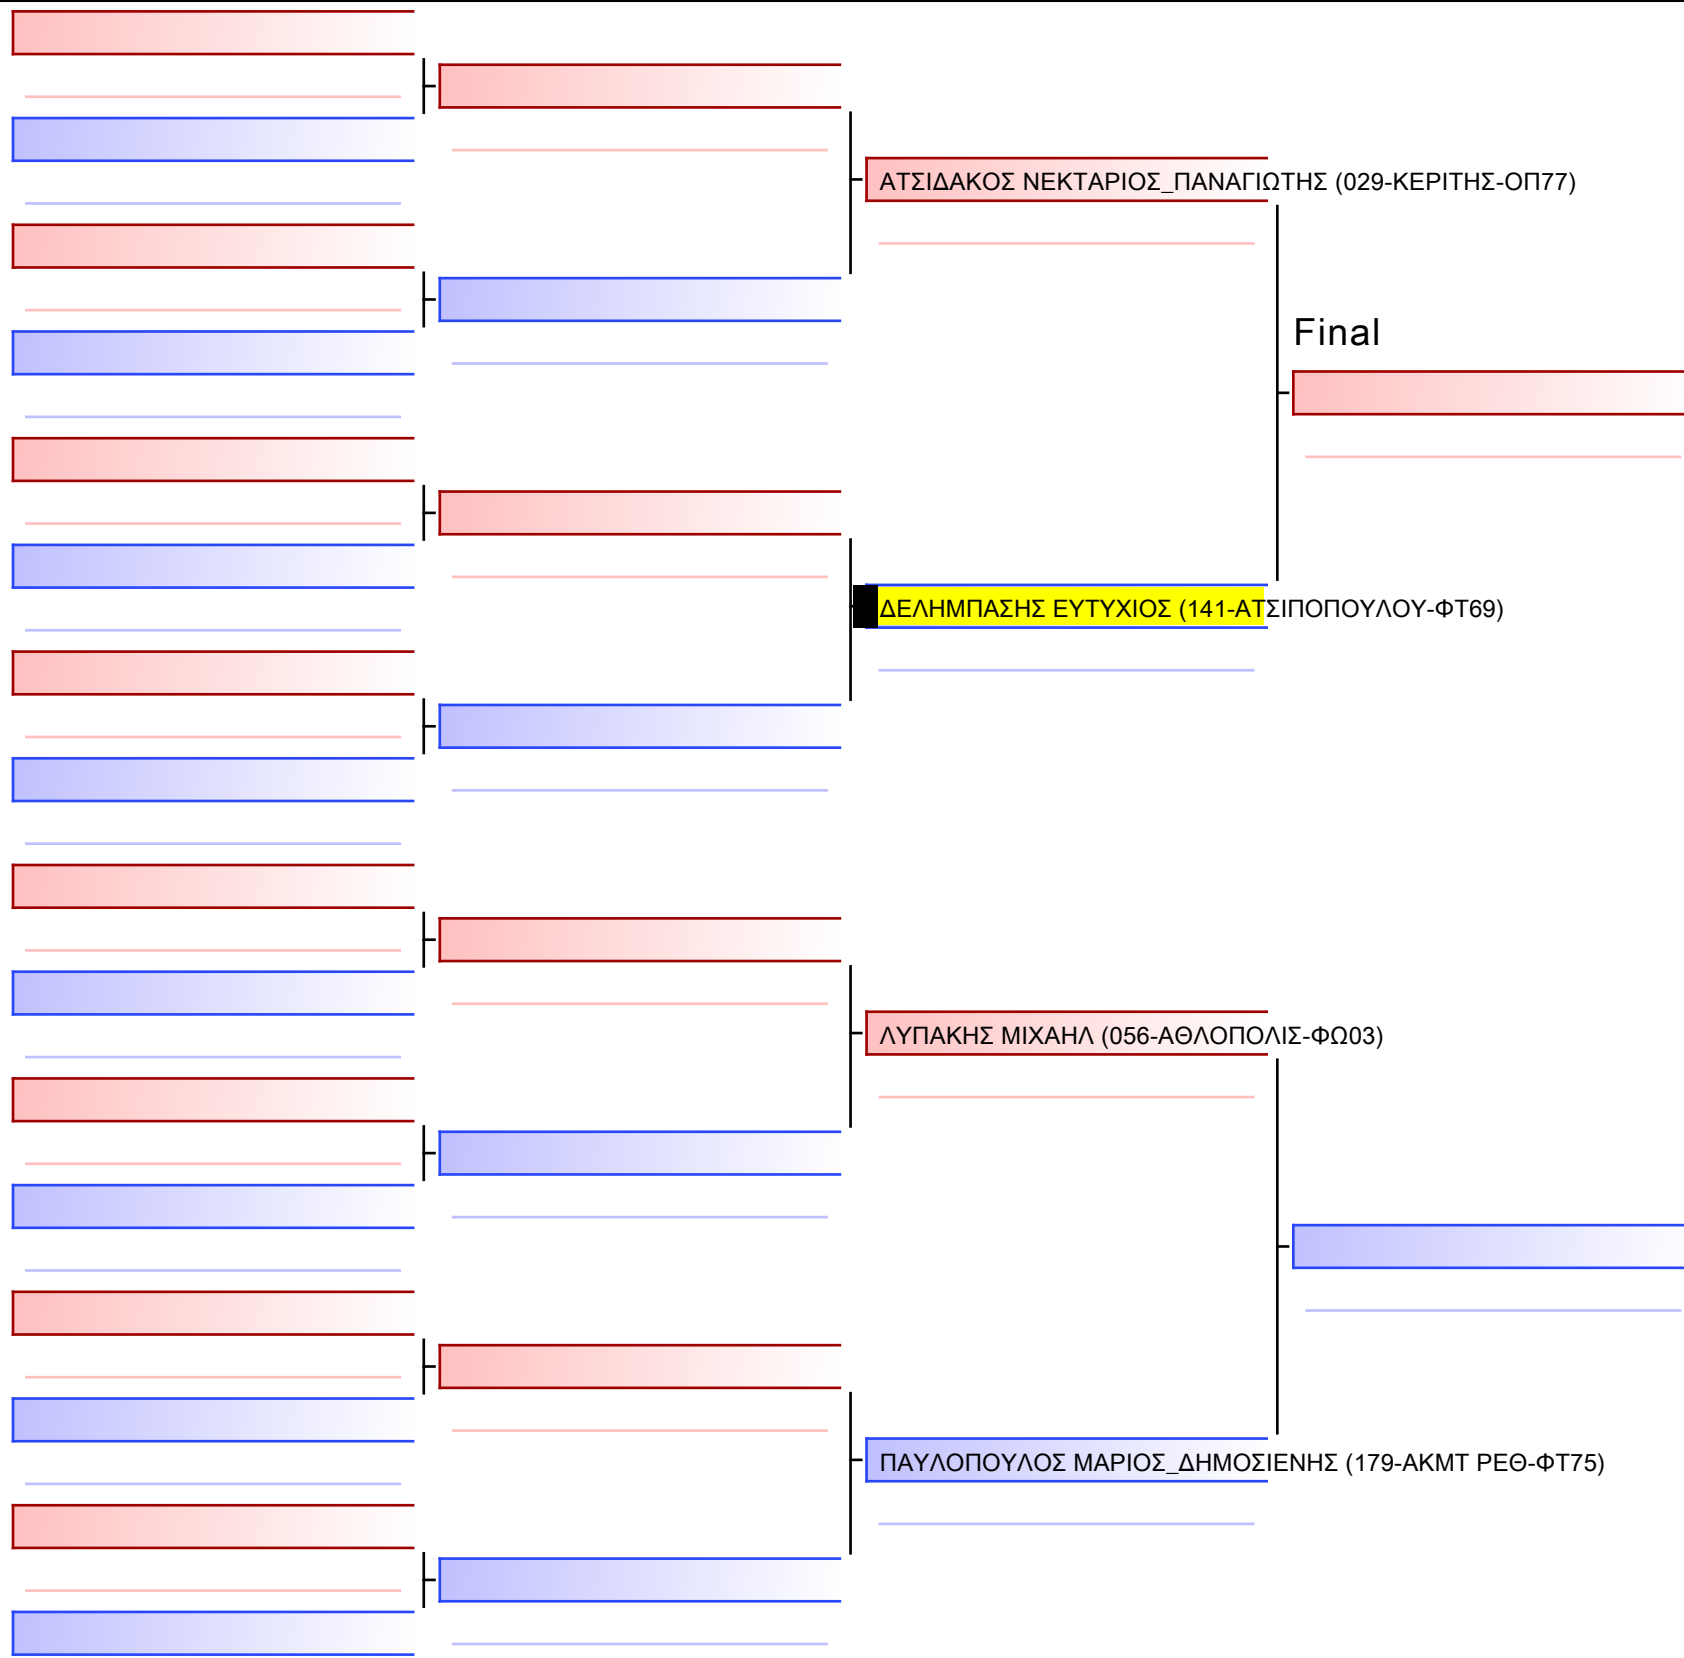 ΑΤΣΙΔΑΚΟΣ ΝΕΚΤΑΡΙΟΣ_ΠΑΝΑΓΙΩΤΗΣ (029-ΚΕΡΙΤΗΣ-ΟΠ77)
Final
ΔΕΛΗΜΠΑΣΗΣ ΕΥΤΥΧΙΟΣ (141-ΑΤΣΙΠΟΠΟΥΛΟΥ-ΦΤ69)
ΛΥΠΑΚΗΣ ΜΙΧΑΗΛ (056-ΑΘΛΟΠΟΛΙΣ-ΦΩ03)
ΠΑΥΛΟΠΟΥΛΟΣ ΜΑΡΙΟΣ_ΔΗΜΟΣΙΕΝΗΣ (179-ΑΚΜΤ ΡΕΘ-ΦΤ75)